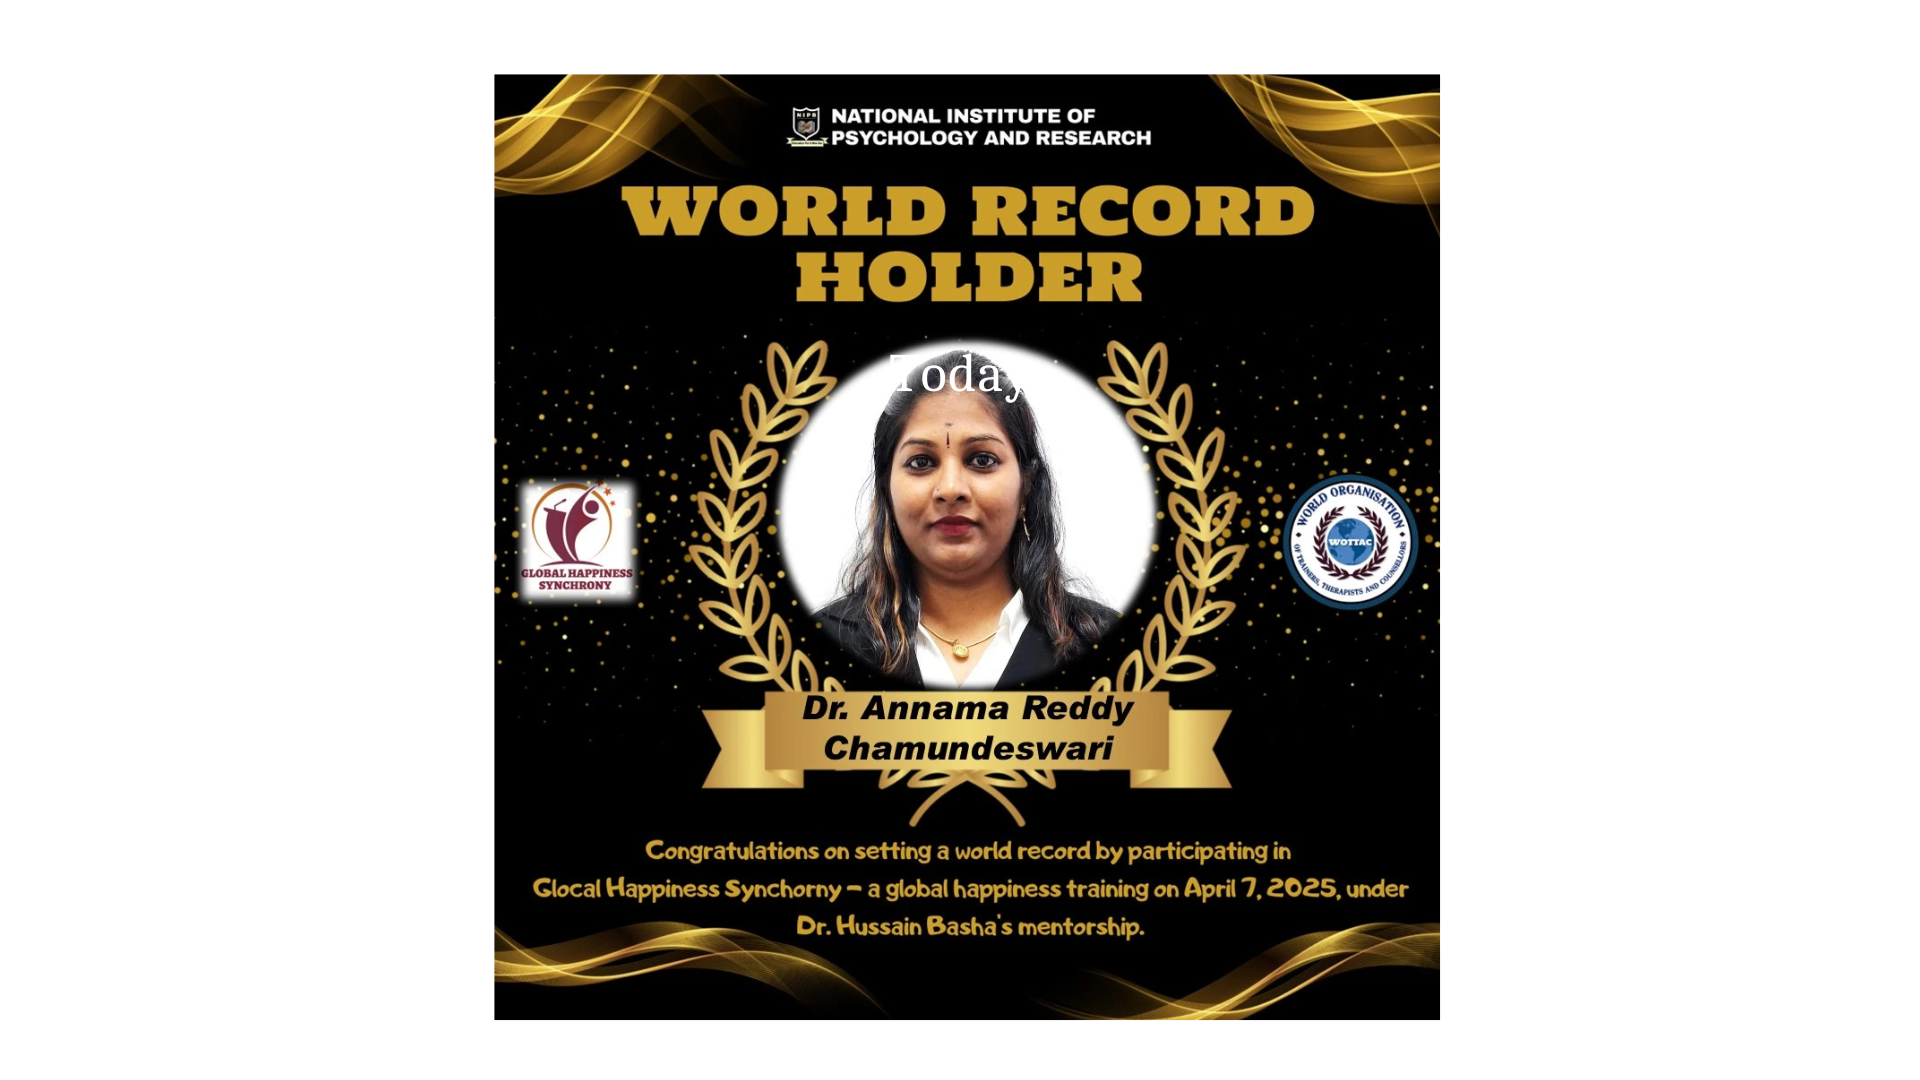 NIPR
NATIONAL INSTITUTE OF
PSYCHOLOGY AND RESEARCH
WORLD RECORD
HOLDER
Today
GLOBAL HAPPINESS
SYNCHRONY
WORLD ORGANISATION
WOTTAC
OF TRAINERS, THERAPISTS AND COUNSELLORS
Dr. Annama Reddy
Chamundeswari
Congratulations on setting a world record by participating in
Glocal Happiness Synchorny – a global happiness training on April 7, 2025, under
Dr. Hussain Basha's mentorship.